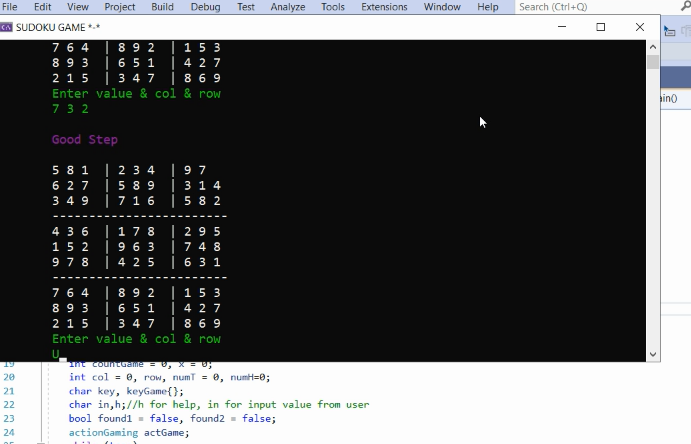 File Edit View Project Build Debug Test Analyze Tools Extensions Window Help Search (Ctrl+Q)
SUDOKU GAME *-*
7 6 4 | 8 9 2 | 1 5 3
8 9 3 | 6 5 1 | 4 2 7
2 1 5 | 3 4 7 | 8 6 9
Enter value & col & row
7 3 2
Good Step
5 8 1 | 2 3 4 | 9 7
6 2 7 | 5 8 9 | 3 1 4
3 4 9 | 7 1 6 | 5 8 2
-----------------------
4 3 6 | 1 7 8 | 2 9 5
1 5 2 | 9 6 3 | 7 4 8
9 7 8 | 4 2 5 | 6 3 1
-----------------------
7 6 4 | 8 9 2 | 1 5 3
8 9 3 | 6 5 1 | 4 2 7
2 1 5 | 3 4 7 | 8 6 9
Enter value & col & row
U_
19 int countGame = 0, x = 0;
20 int col = 0, row, numT = 0, numH=0;
21 char key, keyGame{};
22 char in,h;//h for help, in for input value from user
23 bool found1 = false, found2 = false;
24 actionGaming actGame;